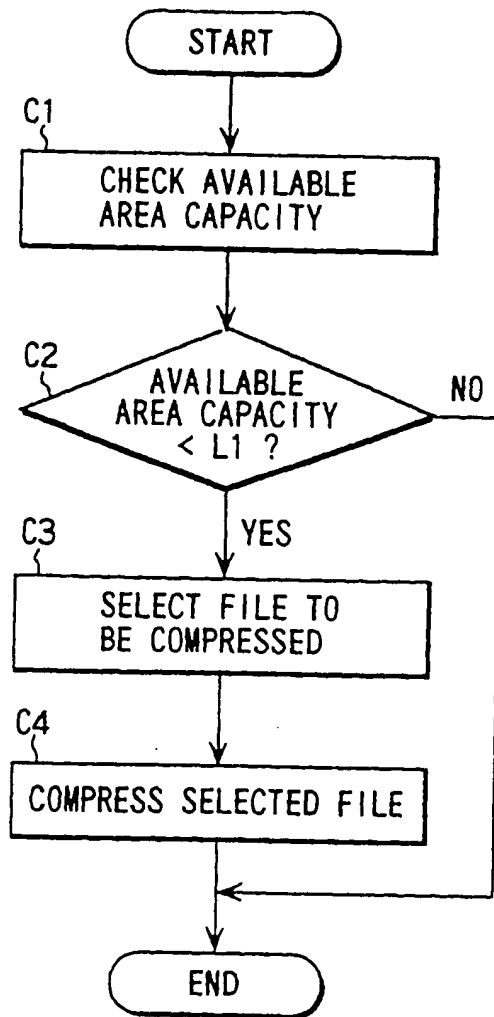 START
C1
CHECK AVAILABLE
AREA CAPACITY
C2
AVAILABLE
AREA CAPACITY
< L1 ?
NO
YES
C3
SELECT FILE TO
BE COMPRESSED
C4
COMPRESS SELECTED FILE
END